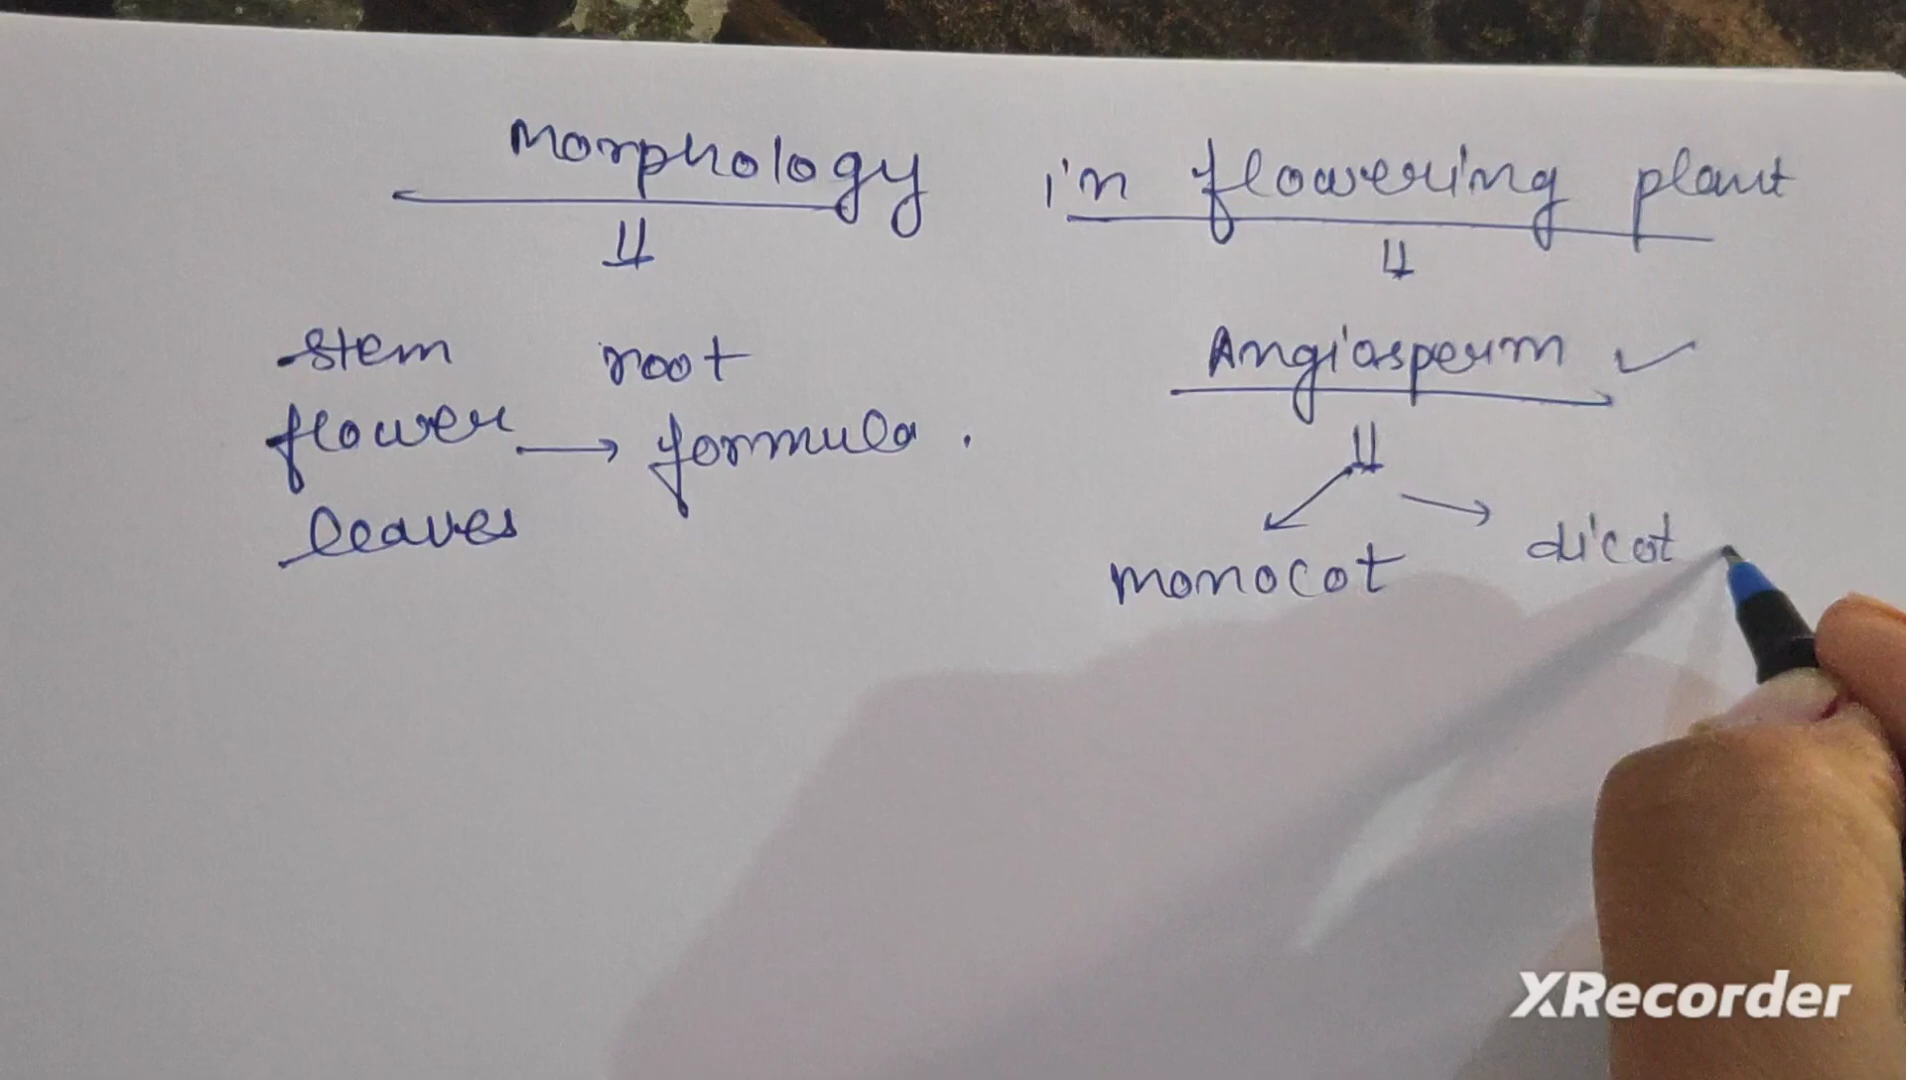 Morphology in flowering plant
stem root
flower → formula.
leaves
Angiosperm ✓
monocot
dicot
XRecorder